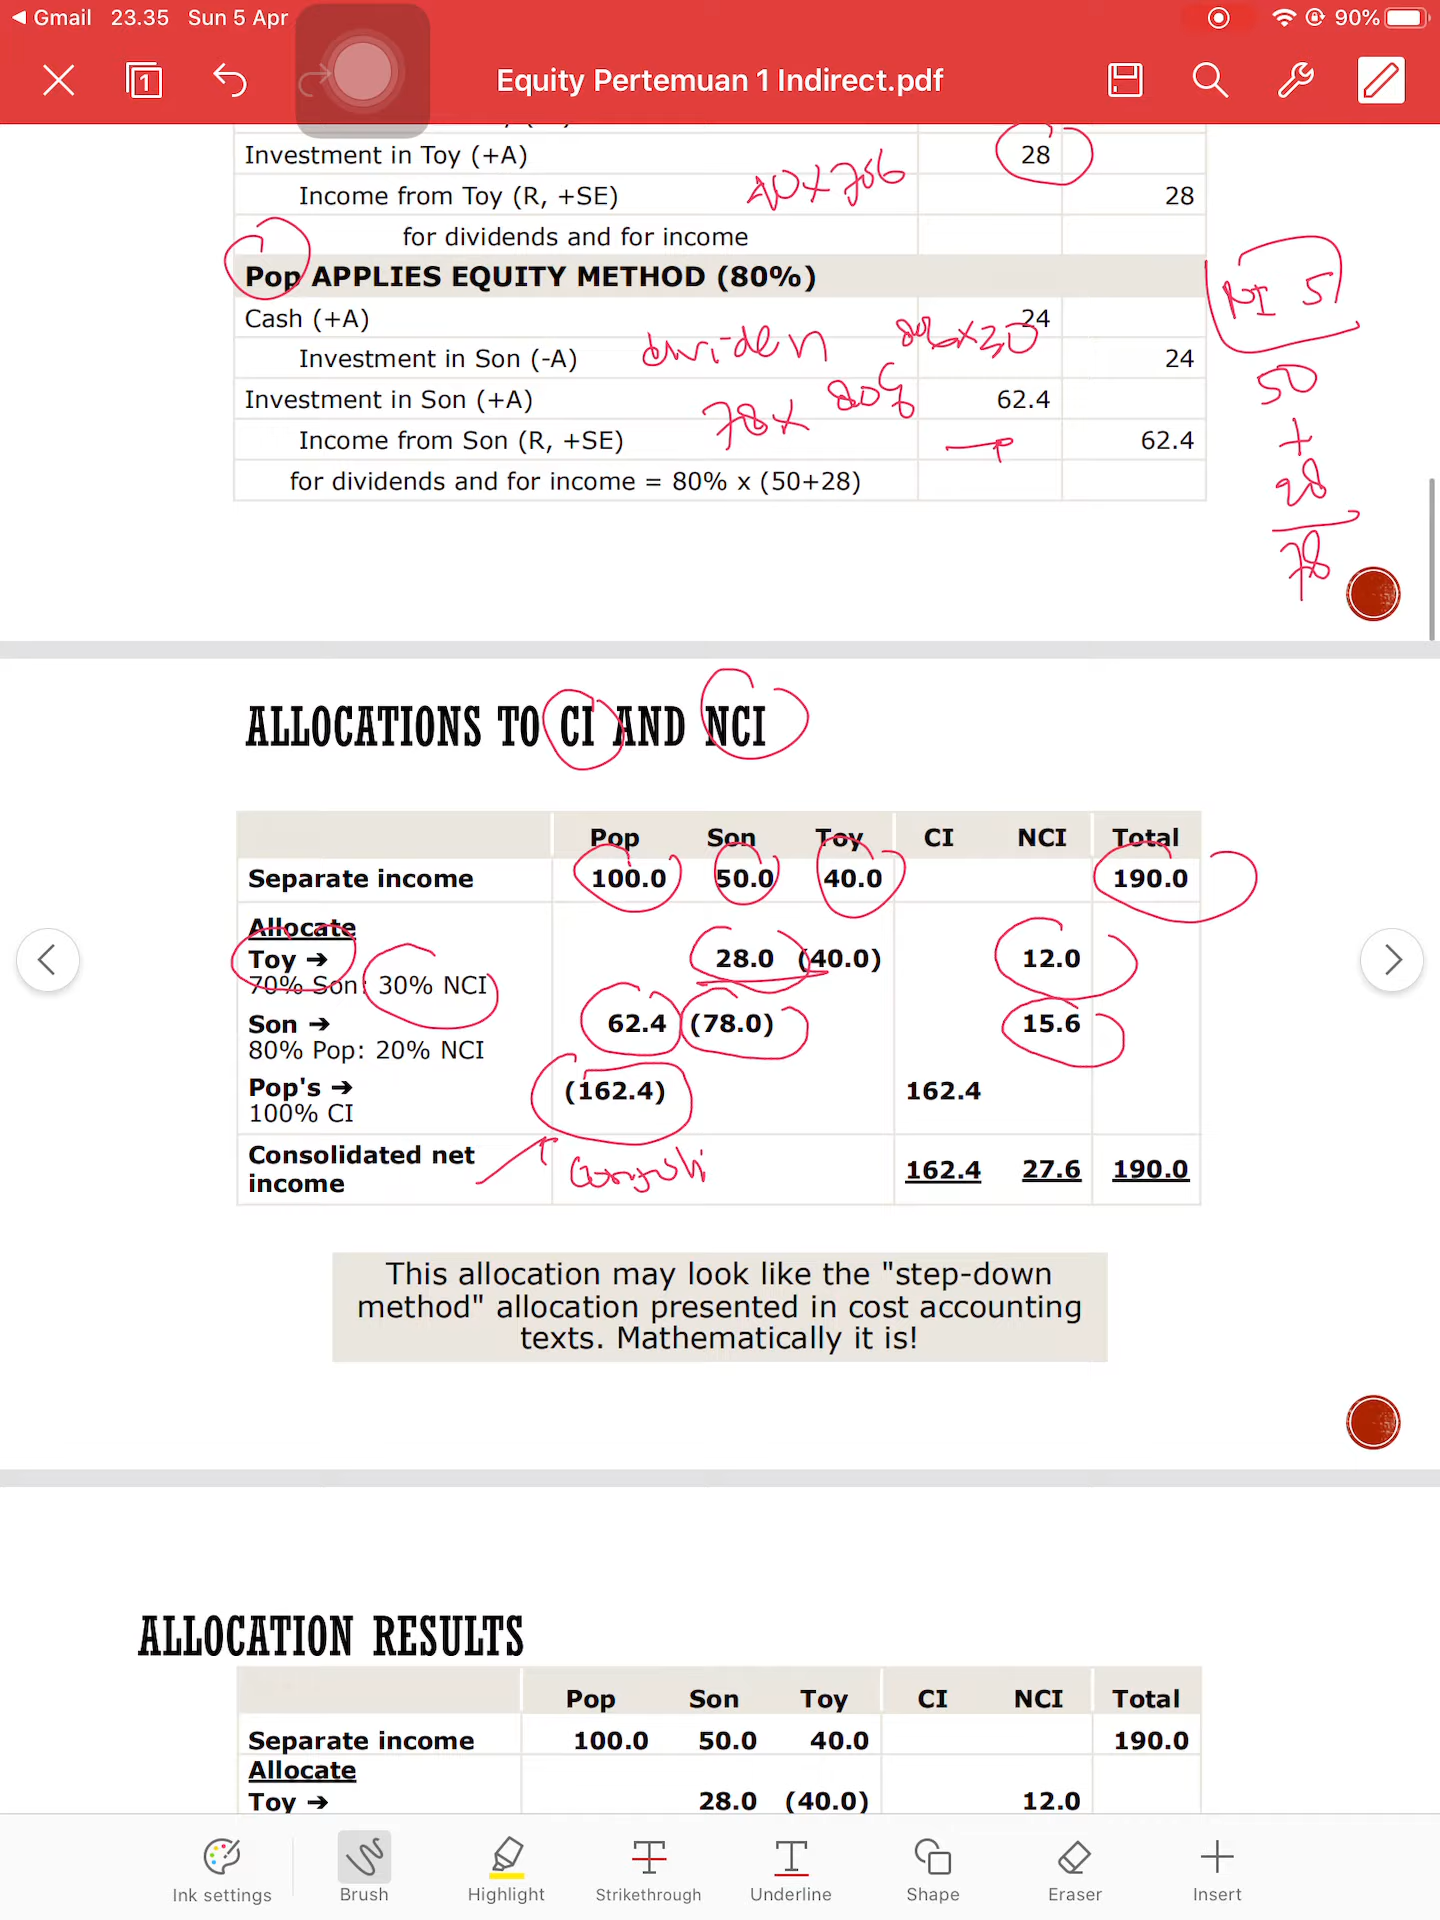 Gmail 23.35 Sun 5 Apr 90%
Equity Pertemuan 1 Indirect.pdf
Investment in Toy (+A) 28
40x70%
Income from Toy (R, +SE) 28
for dividends and for income
Pop APPLIES EQUITY METHOD (80%)
NI S
Cash (+A) 24
dividen 80%x30
Investment in Son (-A) 24
50
Investment in Son (+A) 62.4
78x 80%
+
Income from Son (R, +SE) 62.4
28
for dividends and for income = 80% x (50+28)
78
ALLOCATIONS TO CI AND NCI
Pop Son Toy CI NCI Total
Separate income 100.0 50.0 40.0 190.0
Allocate
Toy → 28.0 (40.0) 12.0
70% Son: 30% NCI
Son → 62.4 (78.0) 15.6
80% Pop: 20% NCI
Pop's → (162.4) 162.4
100% CI
Consolidated net
income 162.4 27.6 190.0
This allocation may look like the "step-down
method" allocation presented in cost accounting
texts. Mathematically it is!
ALLOCATION RESULTS
Pop Son Toy CI NCI Total
Separate income 100.0 50.0 40.0 190.0
Allocate
Toy → 28.0 (40.0) 12.0
Ink settings Brush Highlight Strikethrough Underline Shape Eraser Insert